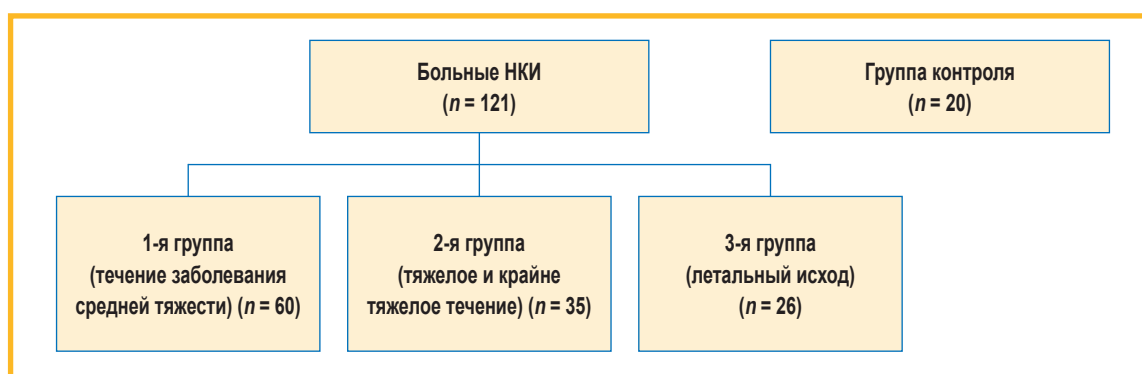 Больные НКИ
(n = 121)
Группа контроля
(n = 20)
1-я группа
(течение заболевания
средней тяжести) (n = 60)
2-я группа
(тяжелое и крайне
тяжелое течение) (n = 35)
3-я группа
(летальный исход)
(n = 26)